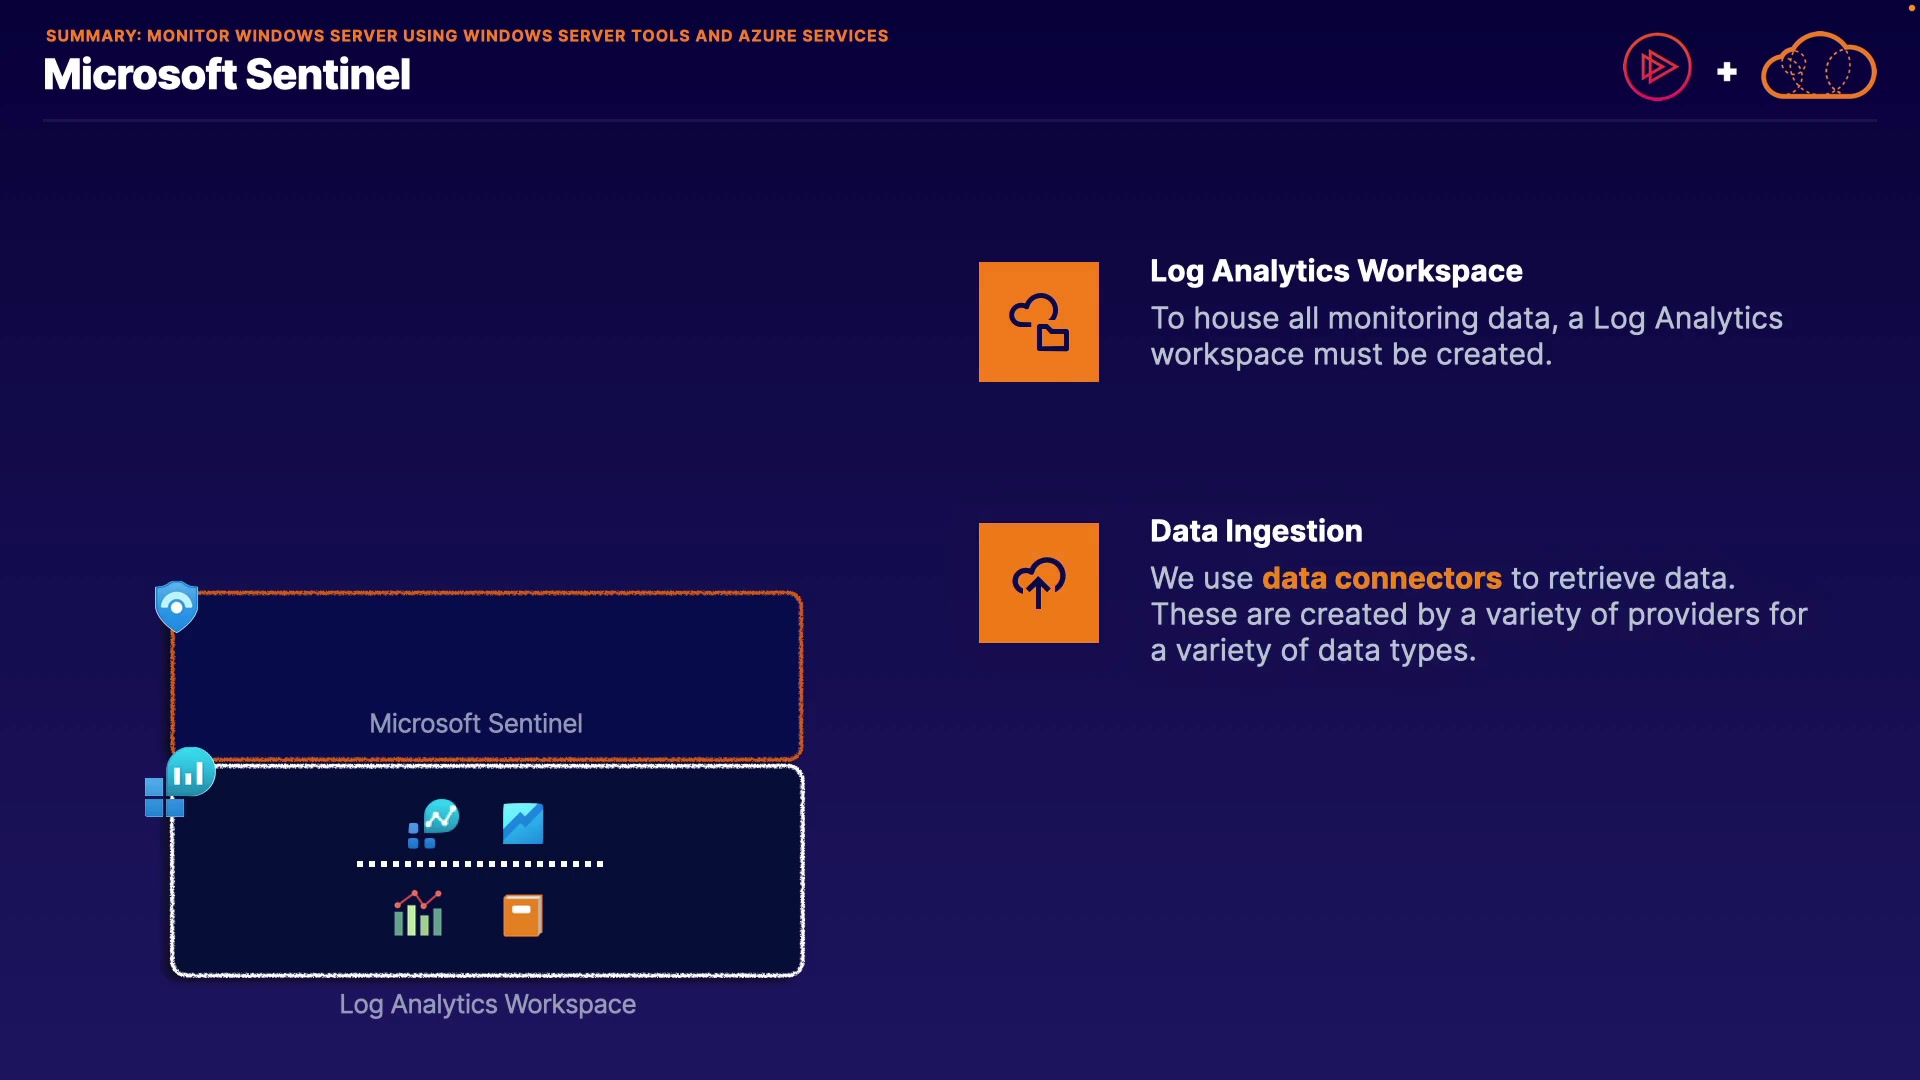 SUMMARY: MONITOR WINDOWS SERVER USING WINDOWS SERVER TOOLS AND AZURE SERVICES
Microsoft Sentinel
Log Analytics Workspace
To house all monitoring data, a Log Analytics
workspace must be created.
Data Ingestion
We use data connectors to retrieve data.
These are created by a variety of providers for
a variety of data types.
Microsoft Sentinel
Log Analytics Workspace